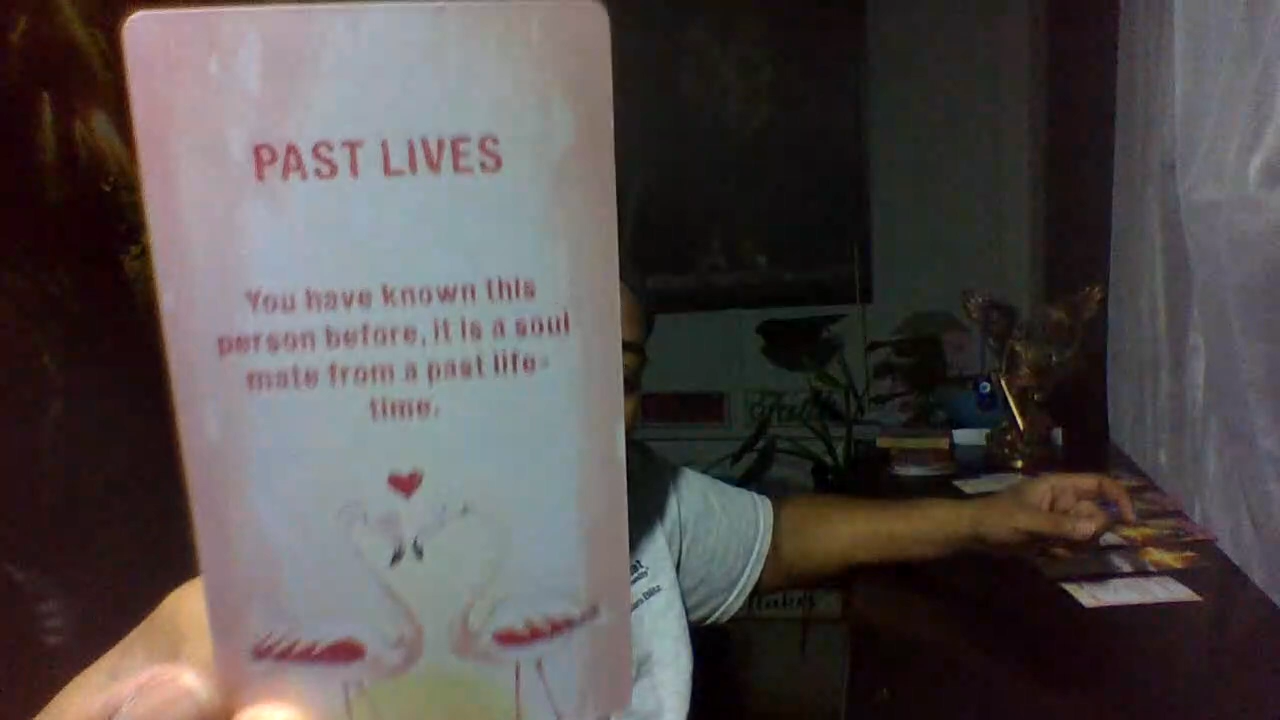 PAST LIVES
You have known this
person before, it is a soul
mate from a past life-
time.